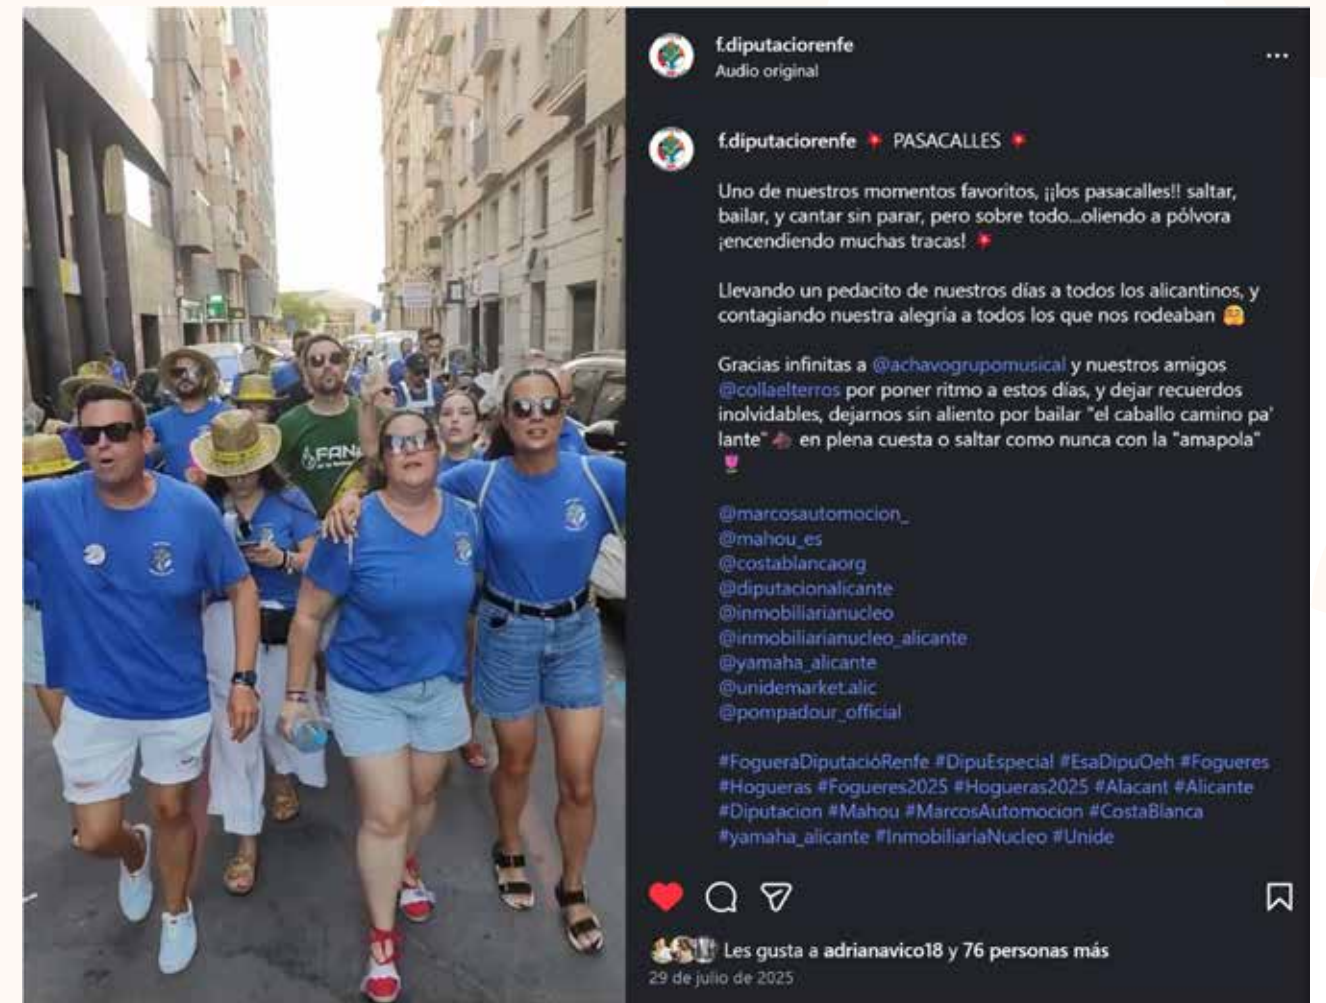 f.diputaciorenfe
Audio original
f.diputaciorenfe 💥 PASACALLES 💥
Uno de nuestros momentos favoritos, ¡¡los pasacalles!! saltar,
bailar, y cantar sin parar, pero sobre todo...oliendo a pólvora
¡encendiendo muchas tracas! 💥
Llevando un pedacito de nuestros días a todos los alicantinos, y
contagiando nuestra alegría a todos los que nos rodeaban 🤗
Gracias infinitas a @achavogrupomusical y nuestros amigos
@collaelterros por poner ritmo a estos días, y dejar recuerdos
inolvidables, dejarnos sin aliento por bailar "el caballo camino pa'
lante" 🐴 en plena cuesta o saltar como nunca con la "amapola"
🌷
@marcosautomocion_
@mahou_es
@costablancaorg
@diputacionalicante
@inmobiliarianucleo
@inmobiliarianucleo_alicante
@yamaha_alicante
@unidemarket.alic
@pompadour_official
#FogueraDiputacióRenfe #DipuEspecial #EsaDipuOeh #Fogueres
#Hogueras #Fogueres2025 #Hogueras2025 #Alacant #Alicante
#Diputacion #Mahou #MarcosAutomocion #CostaBlanca
#yamaha_alicante #InmobiliariaNucleo #Unide
Les gusta a adrianavico18 y 76 personas más
29 de julio de 2025